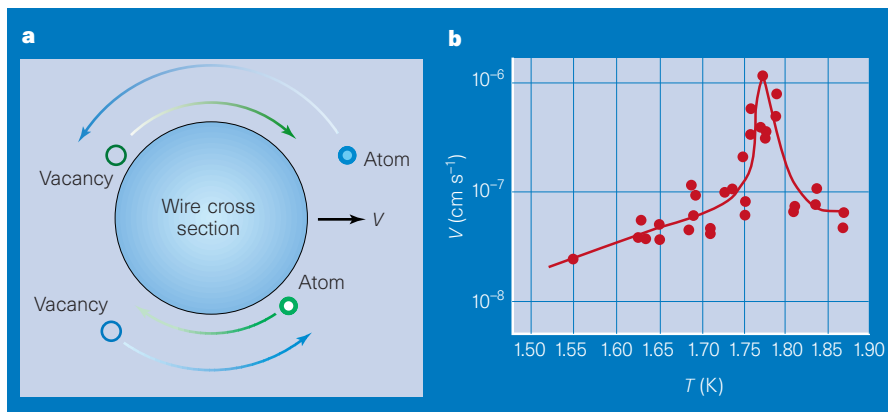 a
Vacancy
Atom
Wire cross
section
V
Atom
Vacancy
b
10⁻⁶
10⁻⁷
10⁻⁸
V (cm s⁻¹)
1.50 1.55 1.60 1.65 1.70 1.75 1.80 1.85 1.90
T (K)